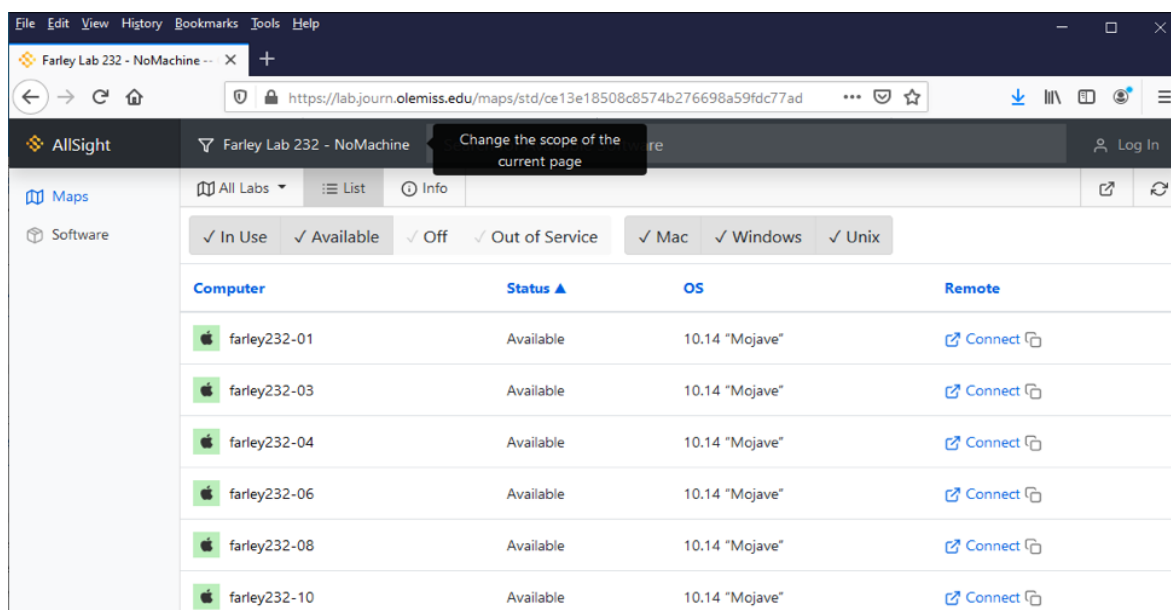 File Edit View History Bookmarks Tools Help
Farley Lab 232 - NoMachine --
https://lab.journ.olemiss.edu/maps/std/ce13e18508c8574b276698a59fdc77ad
AllSight Farley Lab 232 - NoMachine Change the scope of the current page ware Log In
Maps All Labs List Info
Software In Use Available Off Out of Service Mac Windows Unix
Computer Status ▲ OS Remote
farley232-01 Available 10.14 “Mojave” Connect
farley232-03 Available 10.14 “Mojave” Connect
farley232-04 Available 10.14 “Mojave” Connect
farley232-06 Available 10.14 “Mojave” Connect
farley232-08 Available 10.14 “Mojave” Connect
farley232-10 Available 10.14 “Mojave” Connect